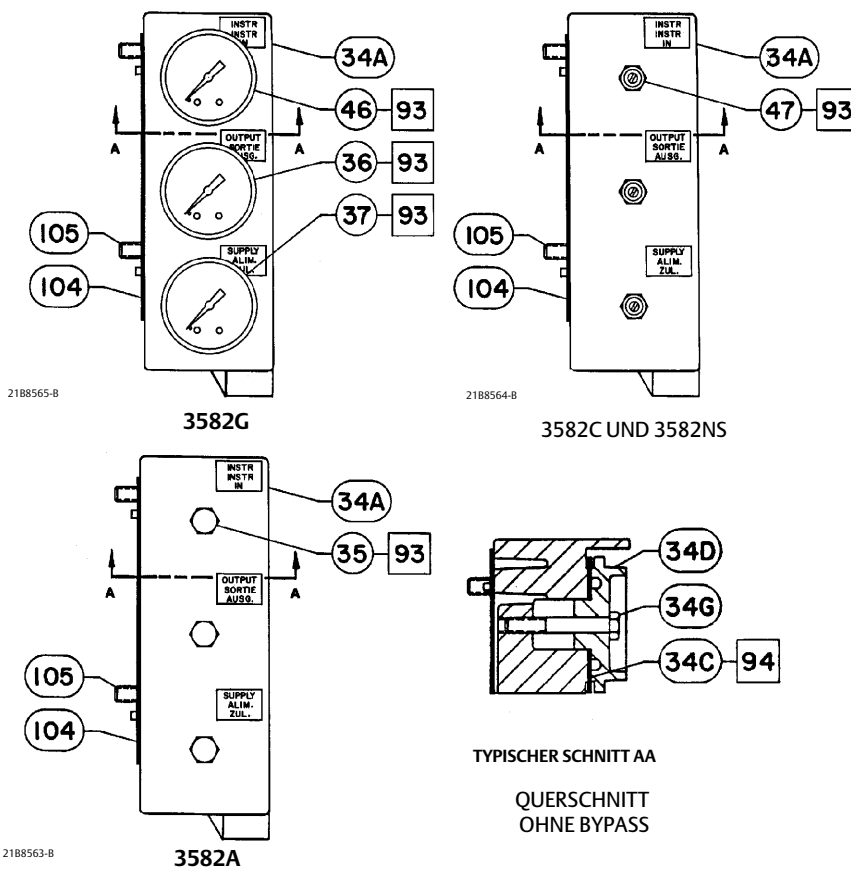 INSTR
INSTR
IN
34A
46 93
A A
OUTPUT
SORTIE
AUSG.
36 93
37 93
105
SUPPLY
ALIM.
ZUL.
104
21B8565-B
3582G
INSTR
INSTR
IN
34A
47 93
A A
OUTPUT
SORTIE
AUSG.
105
SUPPLY
ALIM.
ZUL.
104
21B8564-B
3582C UND 3582NS
INSTR
INSTR
IN
34A
35 93
A A
OUTPUT
SORTIE
AUSG.
105
SUPPLY
ALIM.
ZUL.
104
21B8563-B
3582A
34D
34G
34C 94
TYPISCHER SCHNITT AA
QUERSCHNITT
OHNE BYPASS